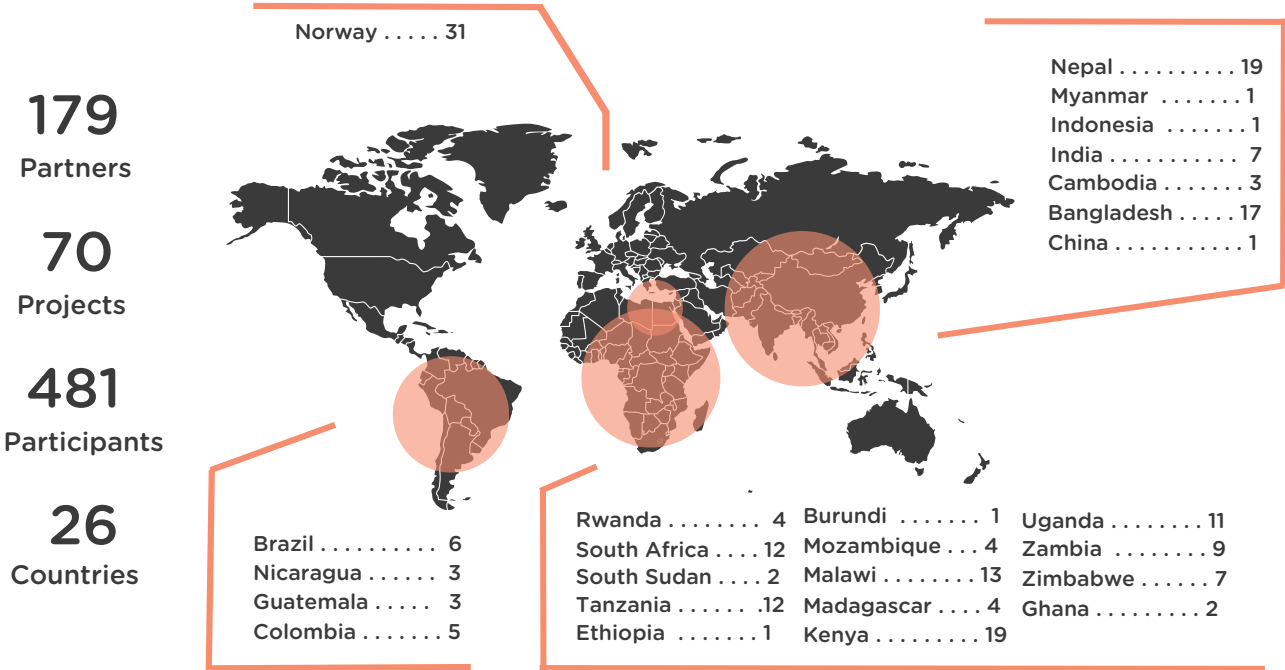 179
Partners
70
Projects
481
Participants
26
Countries
Norway . . . . . 31
Nepal . . . . . . . . . . 19
Myanmar . . . . . . . 1
Indonesia . . . . . . . 1
India . . . . . . . . . . . 7
Cambodia . . . . . . . 3
Bangladesh . . . . . 17
China . . . . . . . . . . . 1
Brazil . . . . . . . . . . 6
Nicaragua . . . . . . 3
Guatemala . . . . . 3
Colombia . . . . . . . 5
Rwanda . . . . . . . . 4
South Africa . . . . 12
South Sudan . . . . 2
Tanzania . . . . . . .12
Ethiopia . . . . . . . 1
Burundi . . . . . . . 1
Mozambique . . . 4
Malawi . . . . . . . . 13
Madagascar . . . . 4
Kenya . . . . . . . . . 19
Uganda . . . . . . . . 11
Zambia . . . . . . . . 9
Zimbabwe . . . . . . 7
Ghana . . . . . . . . . 2